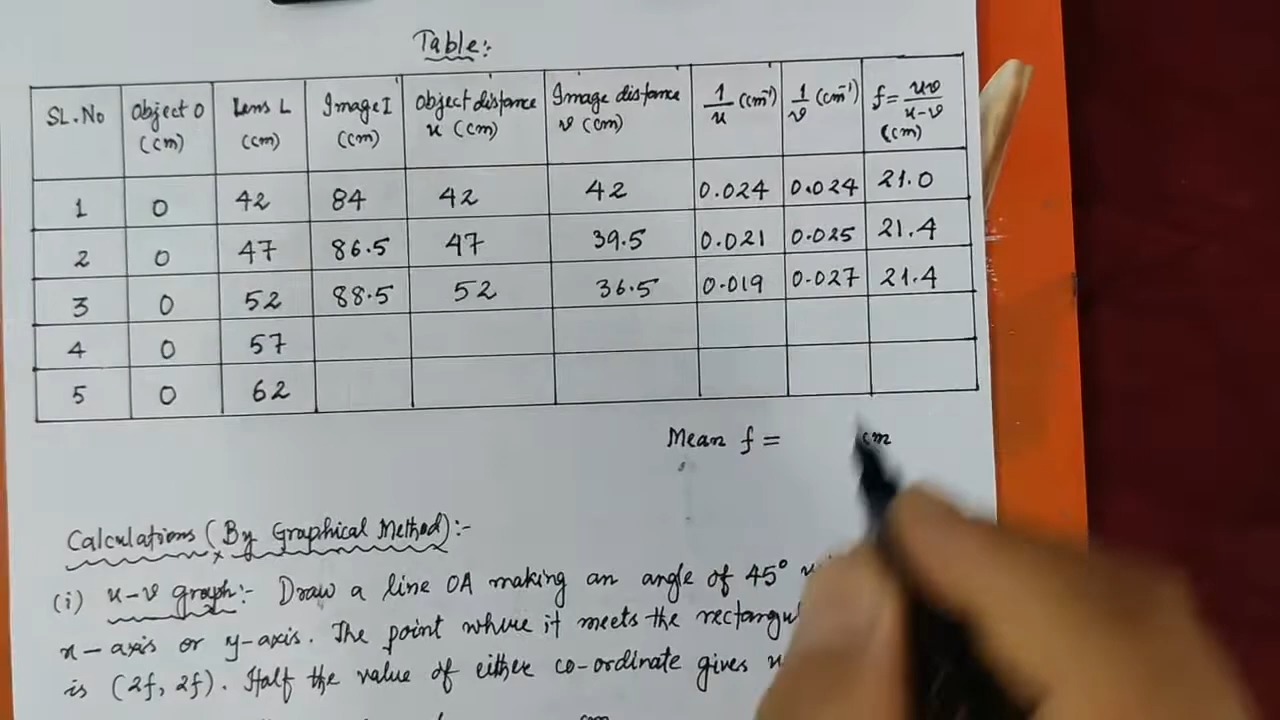 Table:
SL.No Object O (cm) Lens L (cm) Image I (cm) Object distance u (cm) Image distance v (cm) 1/u (cm⁻¹) 1/v (cm⁻¹) f = uv/u-v (cm)
1 0 42 84 42 42 0.024 0.024 21.0
2 0 47 86.5 47 39.5 0.021 0.025 21.4
3 0 52 88.5 52 36.5 0.019 0.027 21.4
4 0 57
5 0 62
Mean f = cm
Calculations (By Graphical Method):-
(i) u-v graph:- Draw a line OA making an angle of 45°
x-axis or y-axis. The point where it meets the
is (2f, 2f). Half the value of either co-ordinate gives
cm